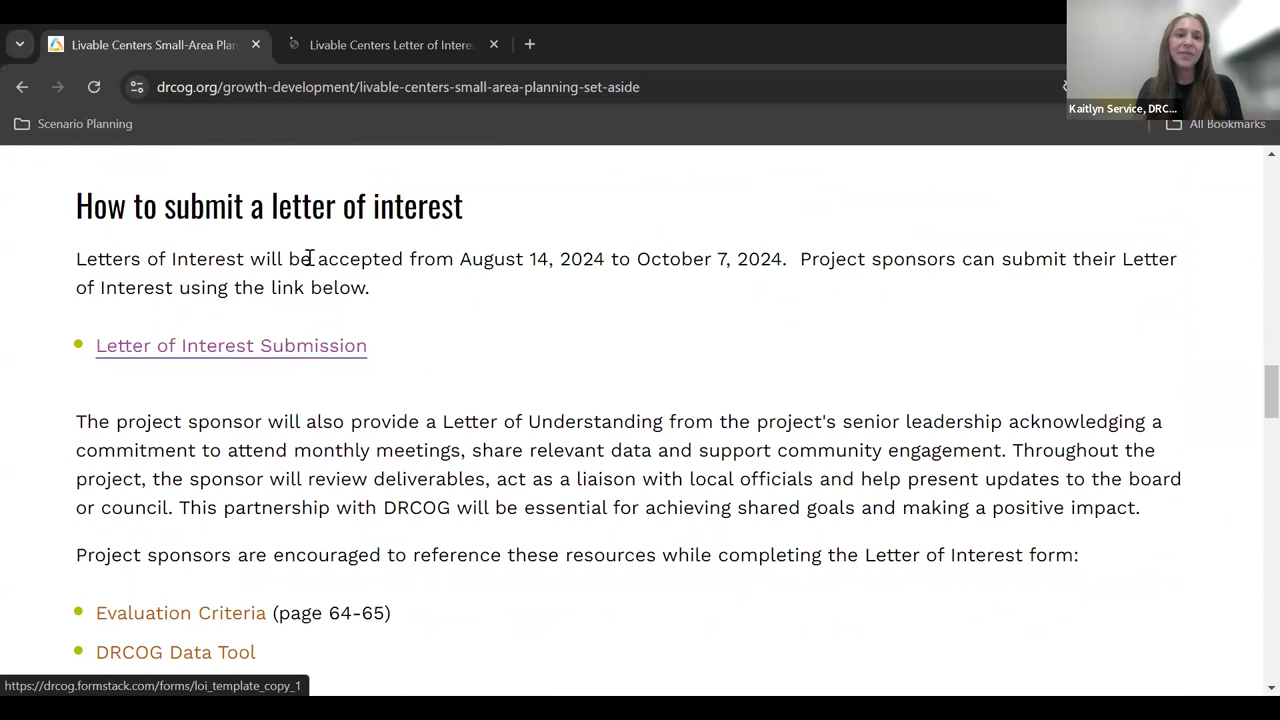 Livable Centers Small-Area Plan
Livable Centers Letter of Intere
drcog.org/growth-development/livable-centers-small-area-planning-set-aside
Kaitlyn Service, DRC...
Scenario Planning
All Bookmarks
How to submit a letter of interest
Letters of Interest will be accepted from August 14, 2024 to October 7, 2024. Project sponsors can submit their Letter
of Interest using the link below.
Letter of Interest Submission
The project sponsor will also provide a Letter of Understanding from the project's senior leadership acknowledging a
commitment to attend monthly meetings, share relevant data and support community engagement. Throughout the
project, the sponsor will review deliverables, act as a liaison with local officials and help present updates to the board
or council. This partnership with DRCOG will be essential for achieving shared goals and making a positive impact.
Project sponsors are encouraged to reference these resources while completing the Letter of Interest form:
Evaluation Criteria (page 64-65)
DRCOG Data Tool
https://drcog.formstack.com/forms/loi_template_copy_1